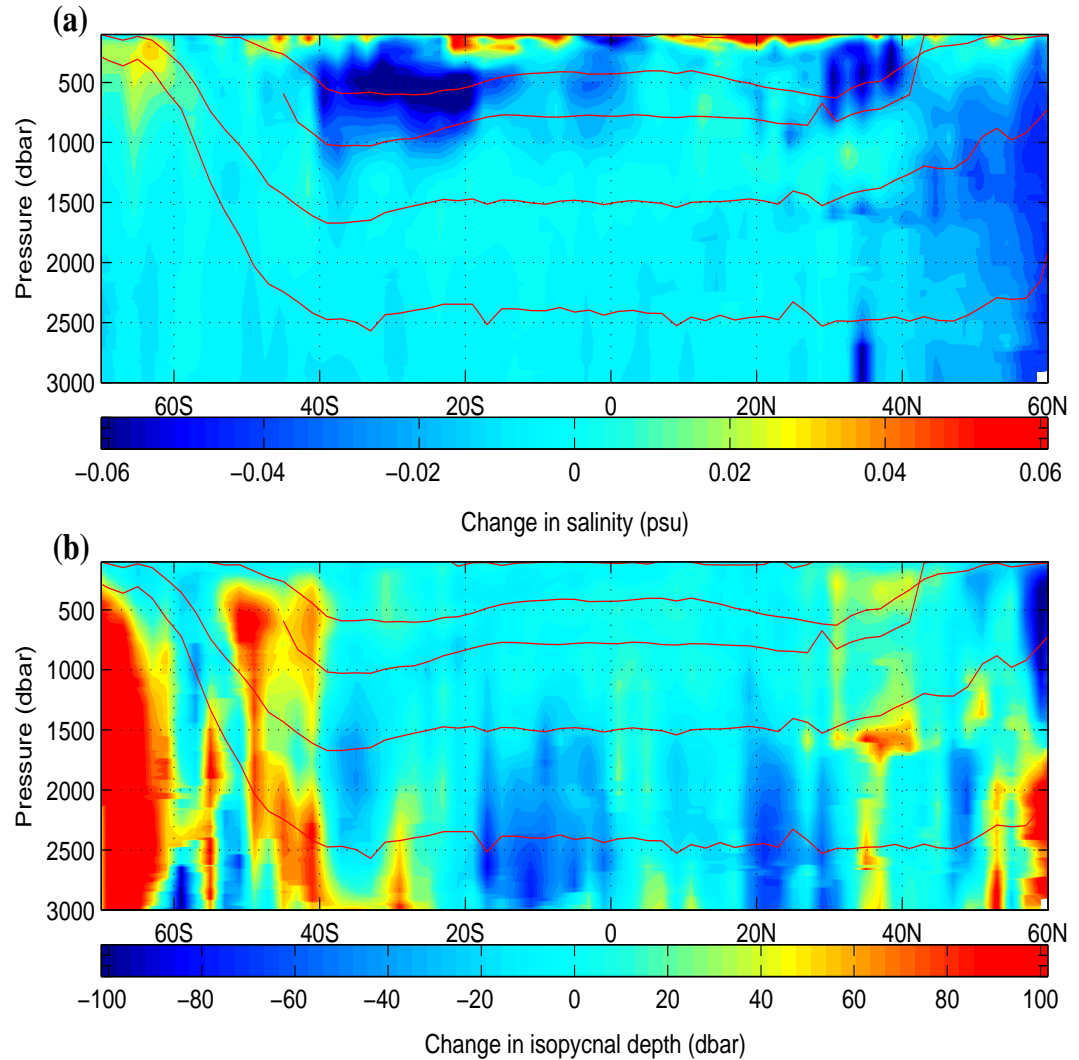 (a)
Pressure (dbar)
500
1000
1500
2000
2500
3000
60S 40S 20S 0 20N 40N 60N
−0.06 −0.04 −0.02 0 0.02 0.04 0.06
Change in salinity (psu)
(b)
Pressure (dbar)
500
1000
1500
2000
2500
3000
60S 40S 20S 0 20N 40N 60N
−100 −80 −60 −40 −20 0 20 40 60 80 100
Change in isopycnal depth (dbar)